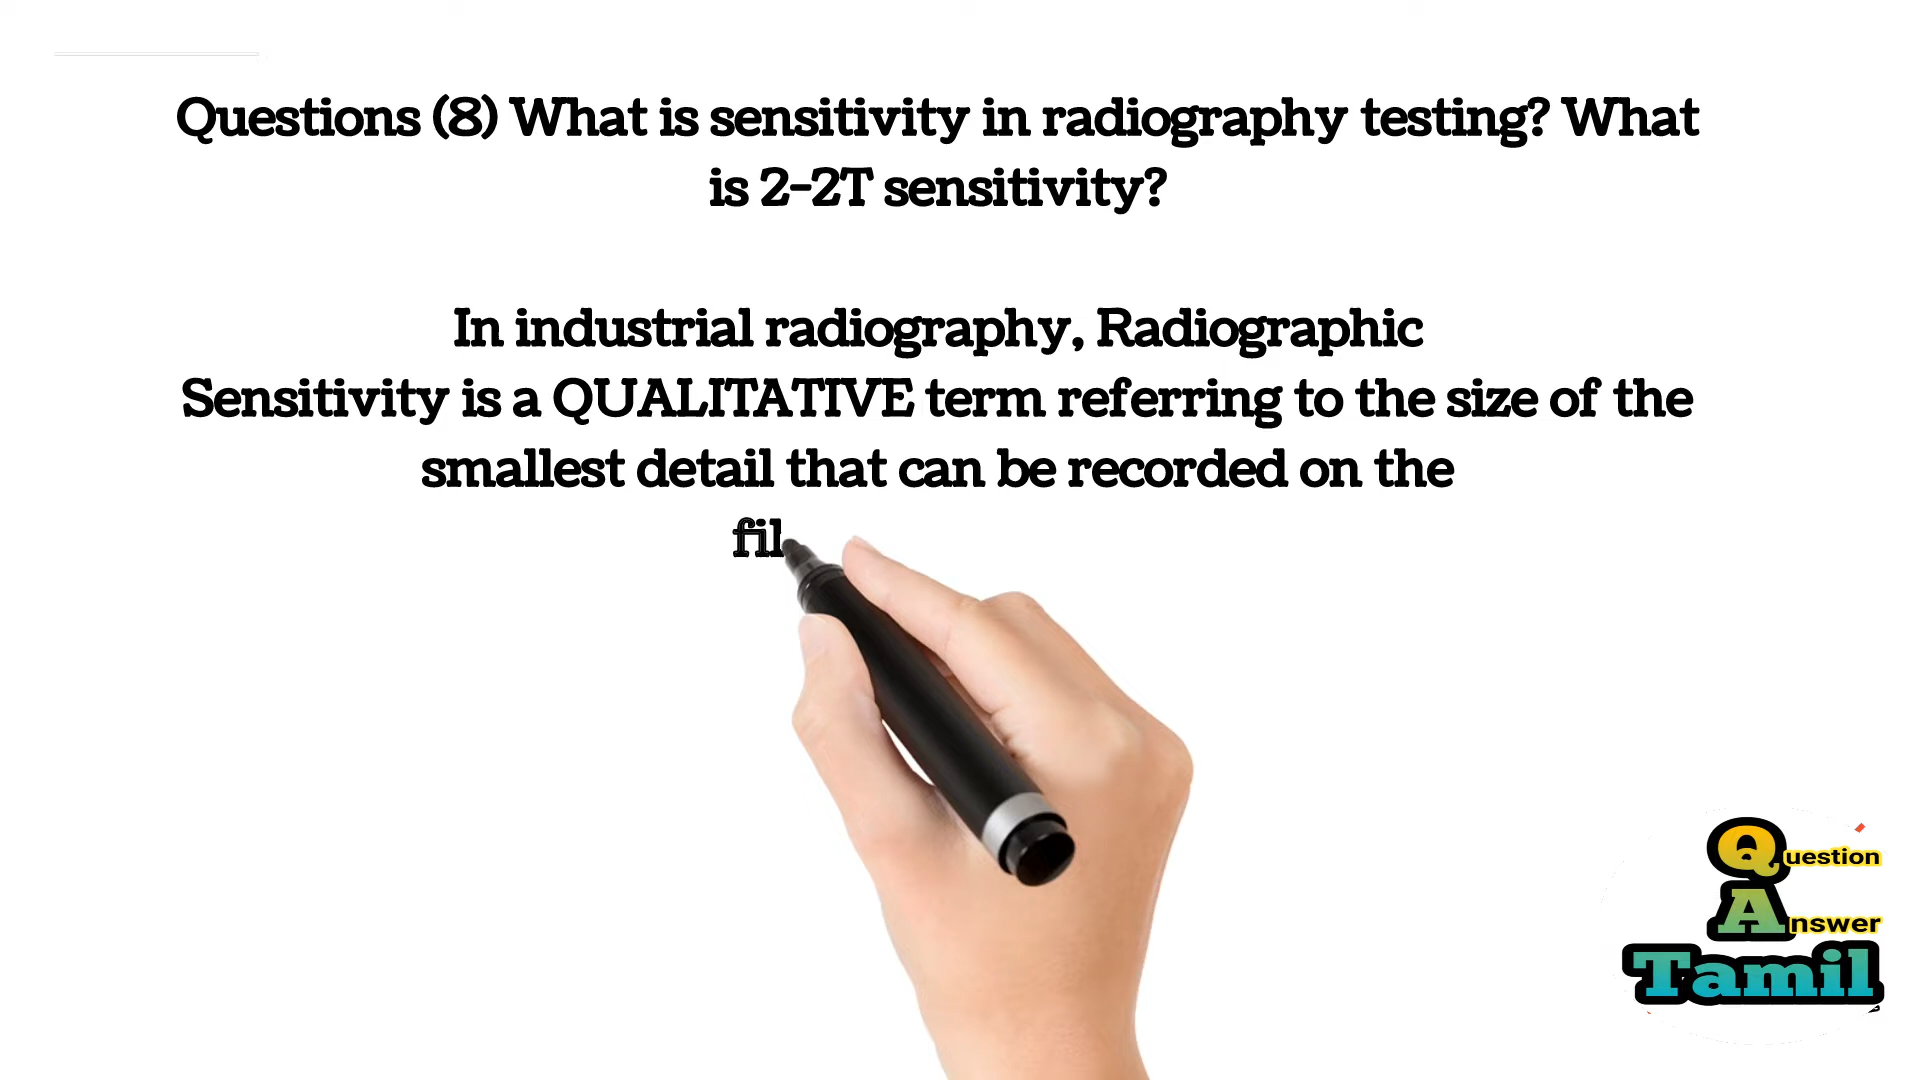 Questions (8) What is sensitivity in radiography testing? What
is 2-2T sensitivity?
In industrial radiography, Radiographic
Sensitivity is a QUALITATIVE term referring to the size of the
smallest detail that can be recorded on the
fil
Question
Answer
Tamil